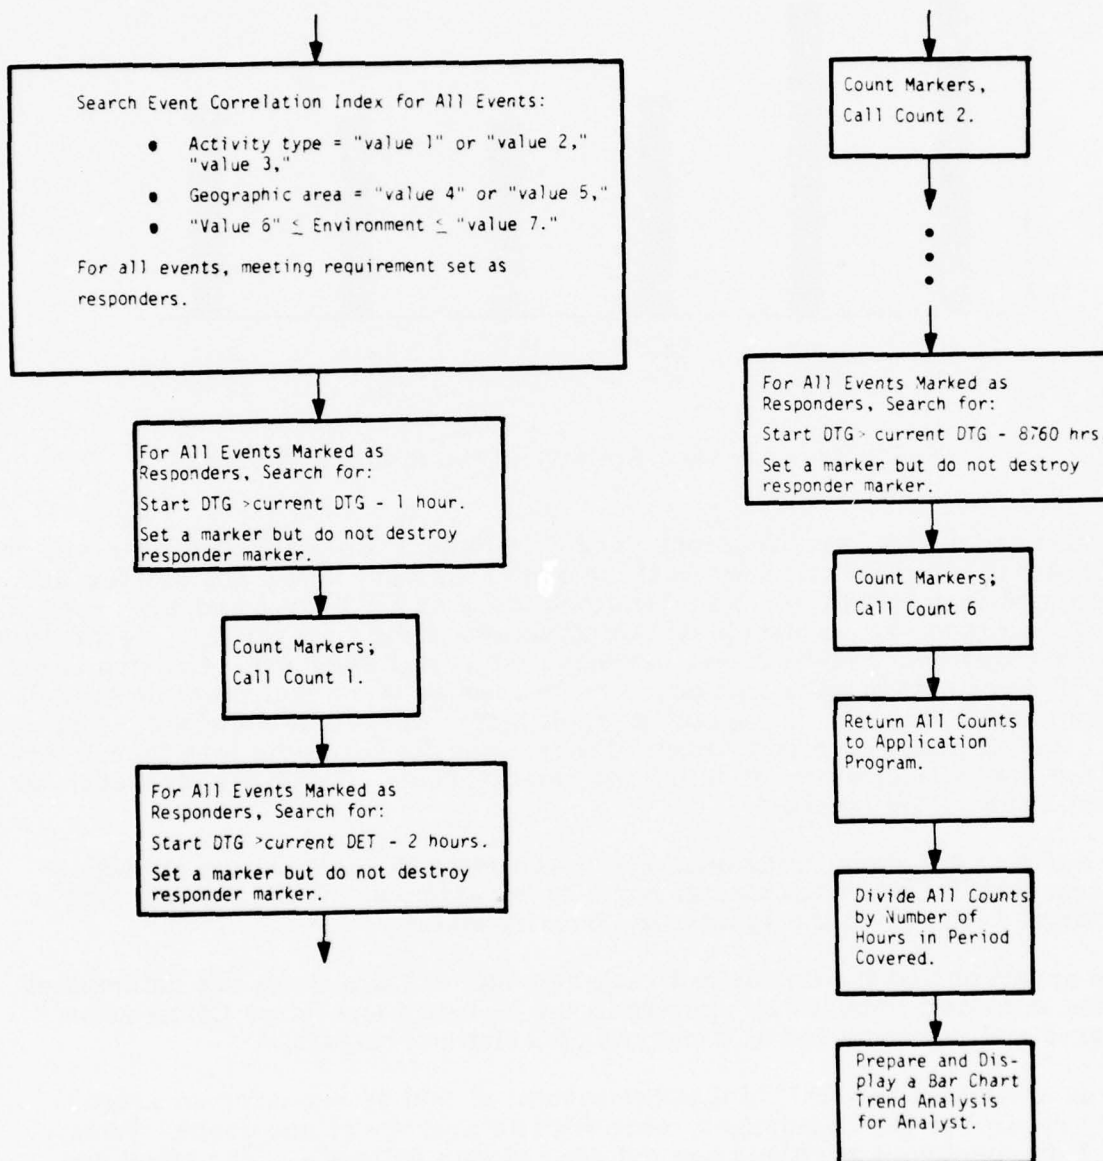 Search Event Correlation Index for All Events:
● Activity type = "value 1" or "value 2,"
"value 3,"
● Geographic area = "value 4" or "value 5,"
● "Value 6" ≤ Environment ≤ "value 7."
For all events, meeting requirement set as
responders.
For All Events Marked as
Responders, Search for:
Start DTG >current DTG - 1 hour.
Set a marker but do not destroy
responder marker.
Count Markers;
Call Count 1.
For All Events Marked as
Responders, Search for:
Start DTG >current DET - 2 hours.
Set a marker but do not destroy
responder marker.
Count Markers,
Call Count 2.
For All Events Marked as
Responders, Search for:
Start DTG> current DTG - 8760 hrs
Set a marker but do not destroy
responder marker.
Count Markers;
Call Count 6
Return All Counts
to Application
Program.
Divide All Counts
by Number of
Hours in Period
Covered.
Prepare and Dis-
play a Bar Chart
Trend Analysis
for Analyst.